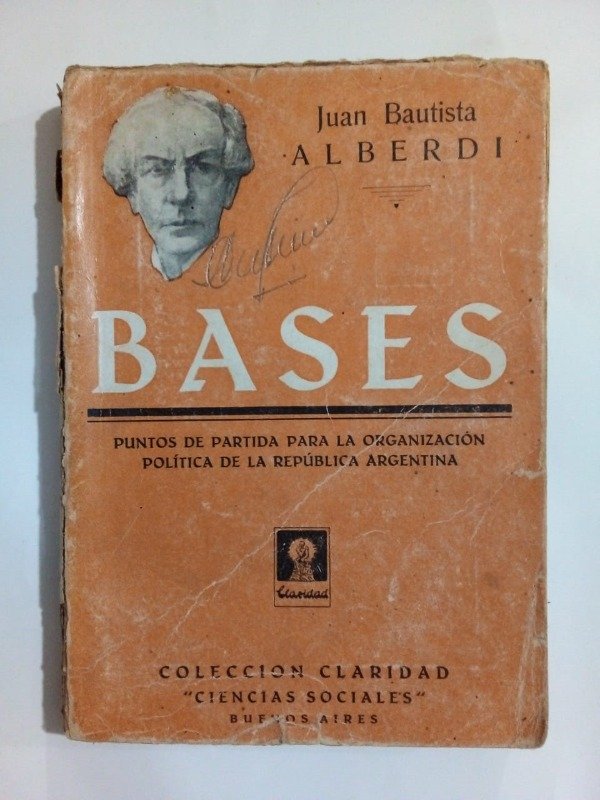 Juan Bautista
ALBERDI
BASES
PUNTOS DE PARTIDA PARA LA ORGANIZACIÓN
POLÍTICA DE LA REPÚBLICA ARGENTINA
Claridad
COLECCION CLARIDAD
"CIENCIAS SOCIALES"
BUENOS AIRES